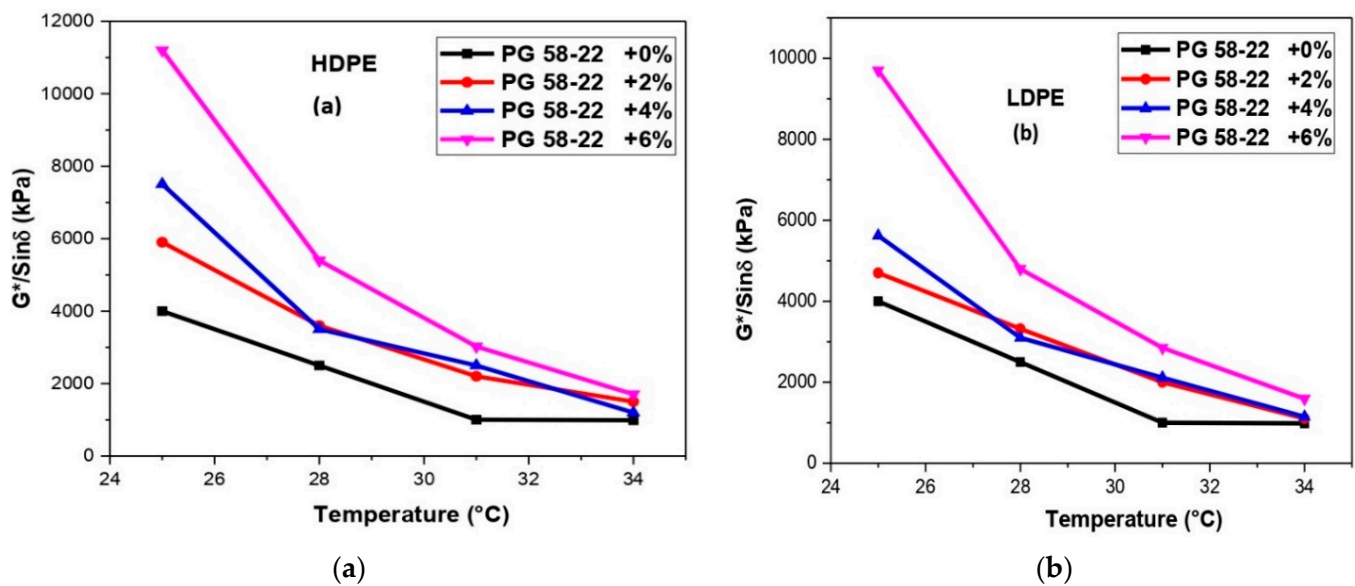 12000
10000
8000
6000
4000
2000
0
G*/Sinδ (kPa)
HDPE
(a)
PG 58-22 +0%
PG 58-22 +2%
PG 58-22 +4%
PG 58-22 +6%
24 26 28 30 32 34
Temperature (°C)
(a)
10000
8000
6000
4000
2000
0
G*/Sinδ (kPa)
LDPE
(b)
PG 58-22 +0%
PG 58-22 +2%
PG 58-22 +4%
PG 58-22 +6%
24 26 28 30 32 34
Temperature (°C)
(b)